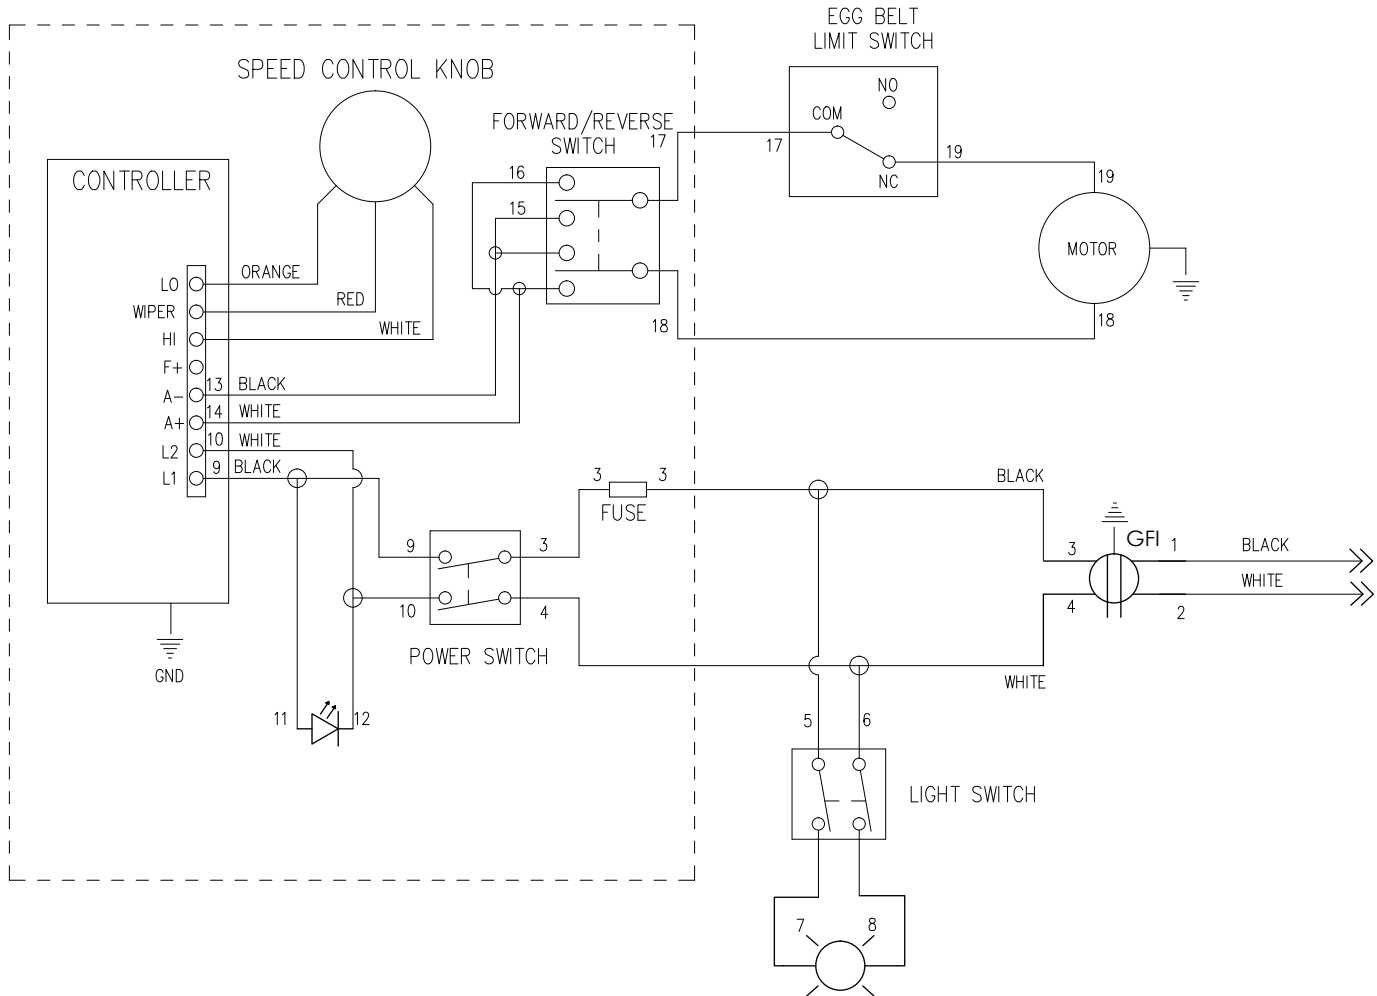 EGG BELT
LIMIT SWITCH
SPEED CONTROL KNOB
NO
COM
FORWARD/REVERSE
SWITCH
17
17
19
NC
19
CONTROLLER
16
15
MOTOR
LO
ORANGE
WIPER
RED
HI
WHITE
18
18
F+
A-
13
BLACK
A+
14
WHITE
L2
10
WHITE
L1
9
BLACK
3
3
FUSE
BLACK
GFI
9
3
3
1
BLACK
WHITE
10
4
4
2
POWER SWITCH
GND
WHITE
11
12
5
6
LIGHT SWITCH
7
8